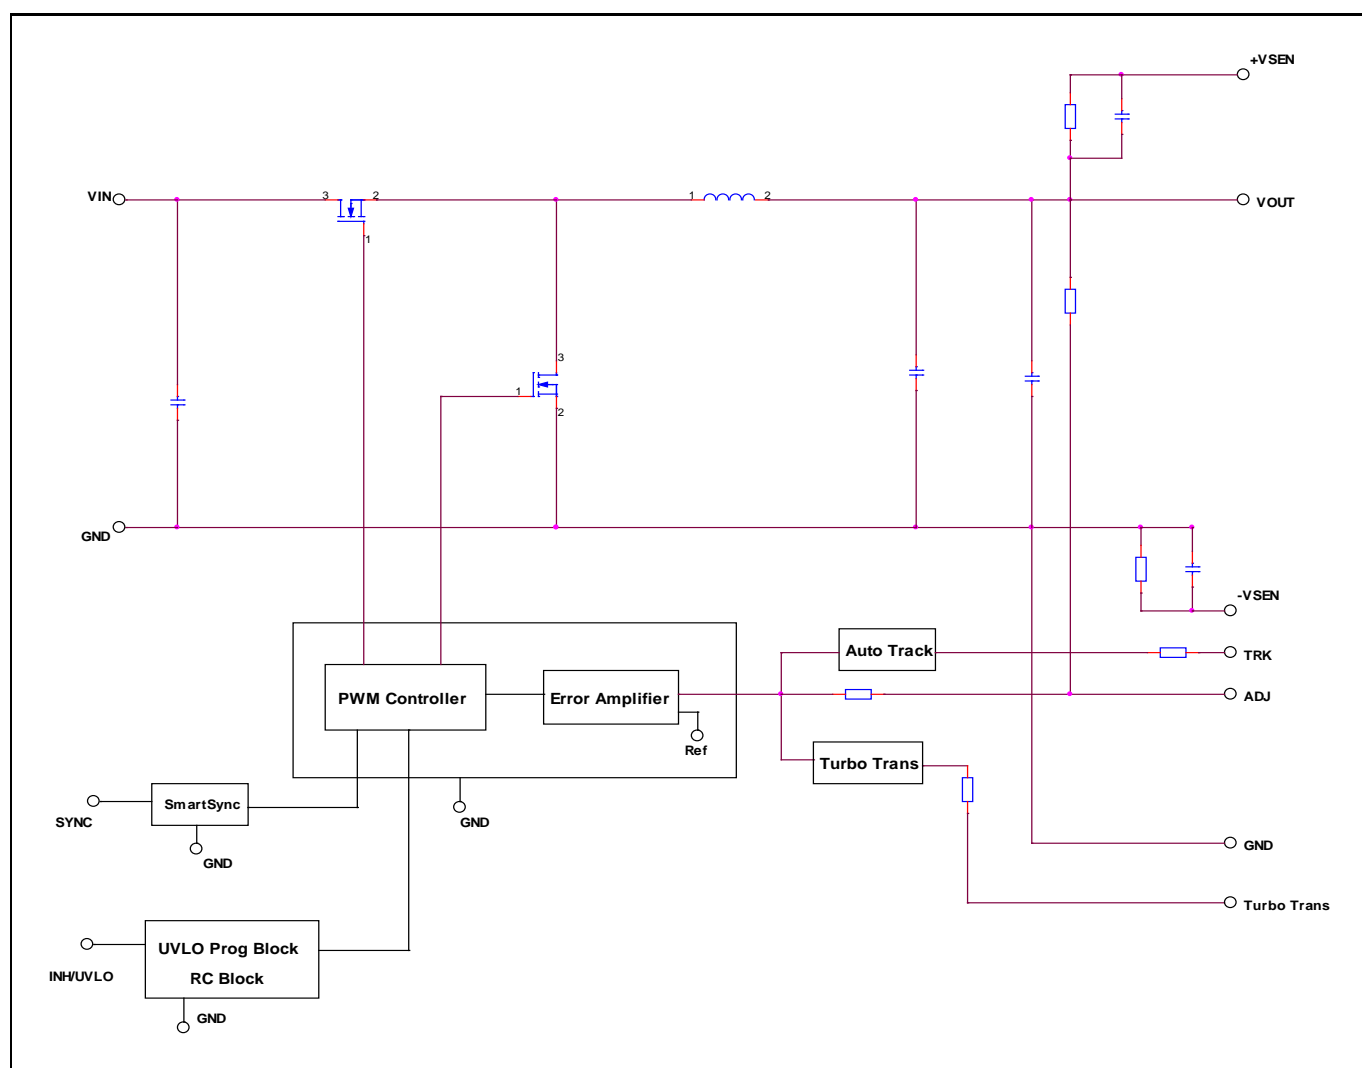 +VSEN
VIN
3
2
1
1
2
VOUT
3
1
2
GND
-VSEN
Auto Track
TRK
PWM Controller
Error Amplifier
ADJ
Ref
Turbo Trans
SmartSync
SYNC
GND
GND
GND
Turbo Trans
UVLO Prog Block
RC Block
INH/UVLO
GND